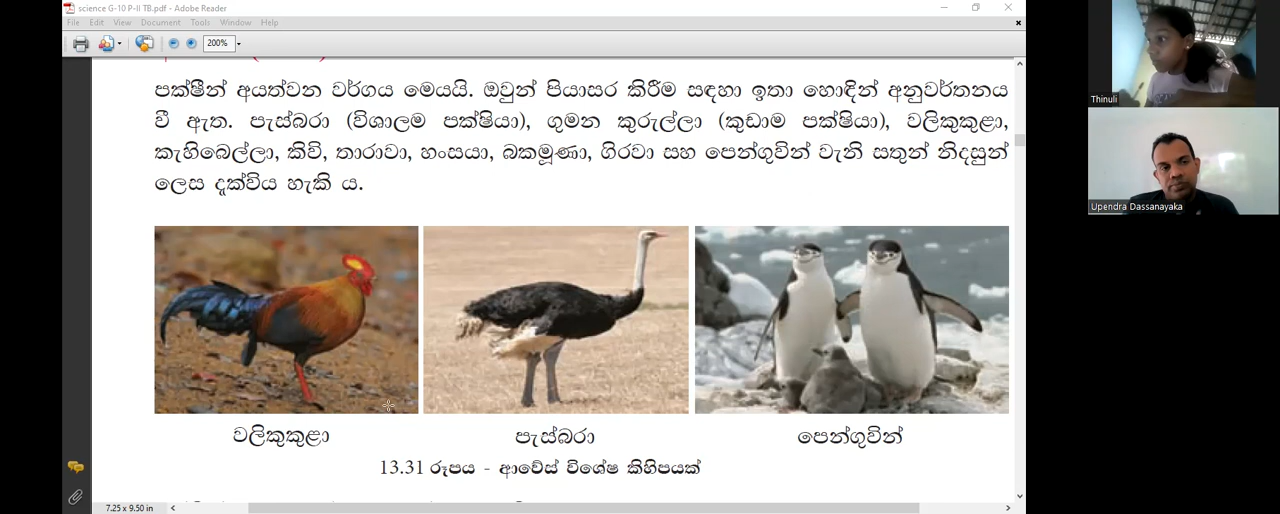 science G-10 P-II TB.pdf - Adobe Reader
File Edit View Document Tools Window Help
200%
පක්ෂීන් අයත්වන වර්ගය මෙයයි. ඔවුන් පියාසර කිරීම සඳහා ඉතා හොඳින් අනුවර්තනය
වී ඇත. පැස්බරා (විශාලම පක්ෂියා), ගුමන කුරුල්ලා (කුඩාම පක්ෂියා), වලිකුකුළා,
කැහිබෙල්ලා, කිවි, තාරාවා, හංසයා, බකමූණා, ගිරවා සහ පෙන්ගුවින් වැනි සතුන් නිදසුන්
ලෙස දැක්විය හැකි ය.
වලිකුකුළා
පැස්බරා
පෙන්ගුවින්
13.31 රූපය - ආවේස් විශේෂ කිහිපයක්
7.25 x 9.50 in
Thinuli
Upendra Dassanayaka